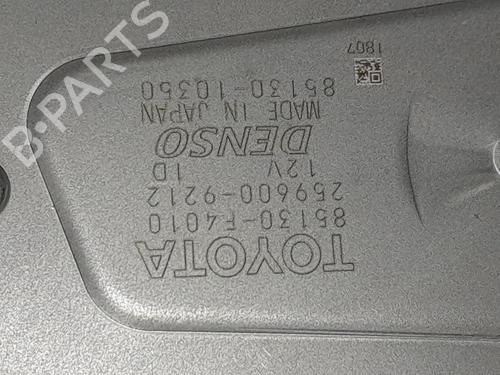 TOYOTA
85130-F4010
259600-9212
12V 1D
DENSO
MADE IN JAPAN
85130-10350
1807
B-PARTS